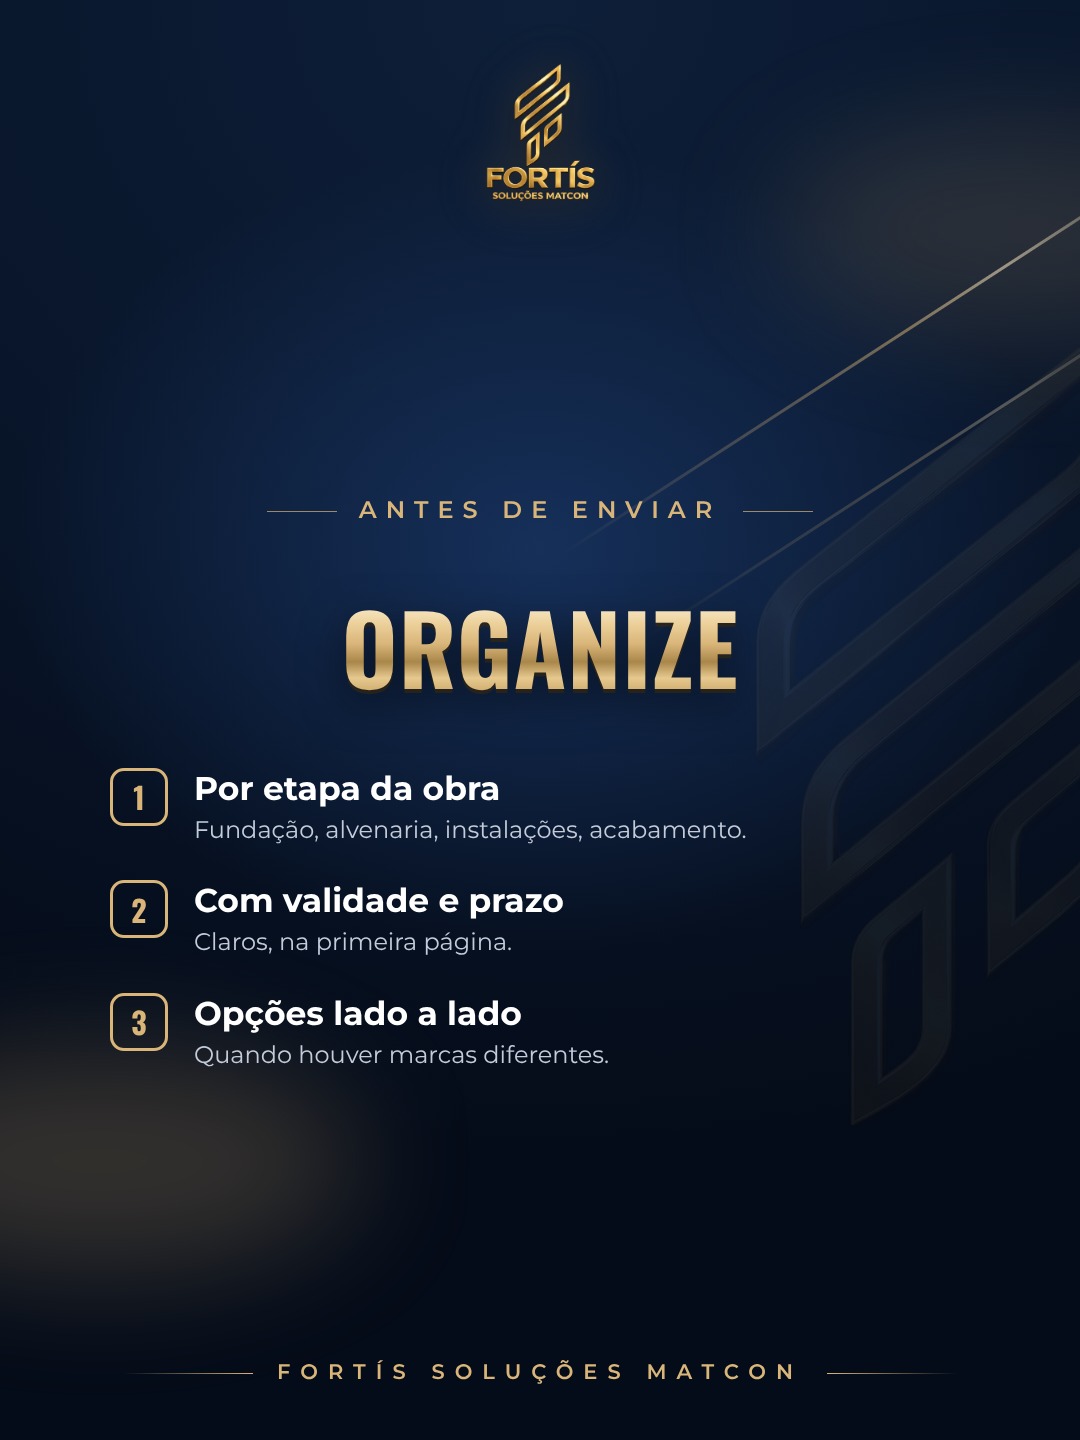 FORTÍS
SOLUÇÕES MATCON
ANTES DE ENVIAR
ORGANIZE
1
Por etapa da obra
Fundação, alvenaria, instalações, acabamento.
2
Com validade e prazo
Claros, na primeira página.
3
Opções lado a lado
Quando houver marcas diferentes.
FORTÍS SOLUÇÕES MATCON